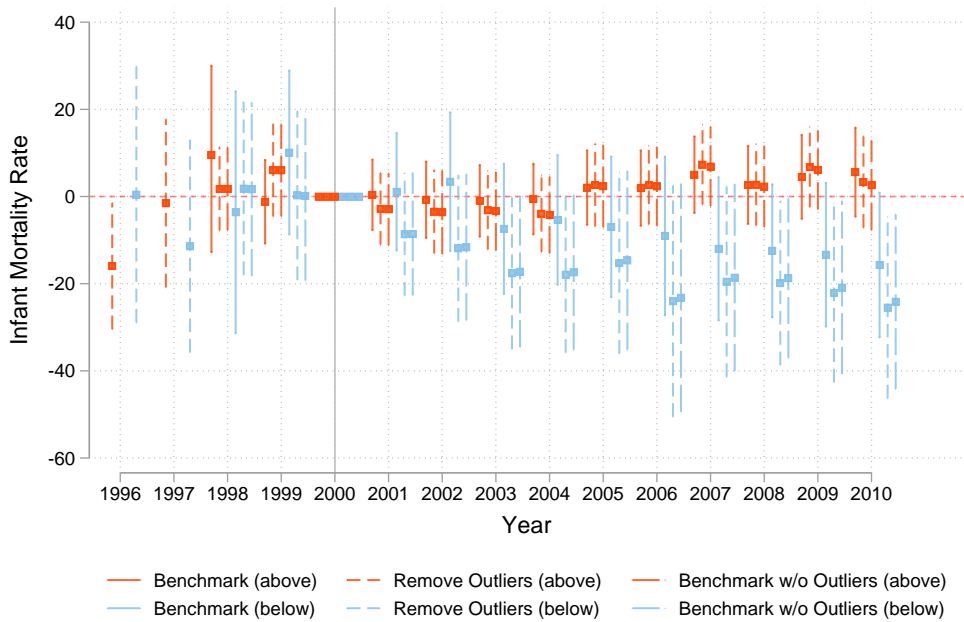 40
20
0
-20
-40
-60
Infant Mortality Rate
1996 1997 1998 1999 2000 2001 2002 2003 2004 2005 2006 2007 2008 2009 2010
Year
Benchmark (above) Remove Outliers (above) Benchmark w/o Outliers (above)
Benchmark (below) Remove Outliers (below) Benchmark w/o Outliers (below)